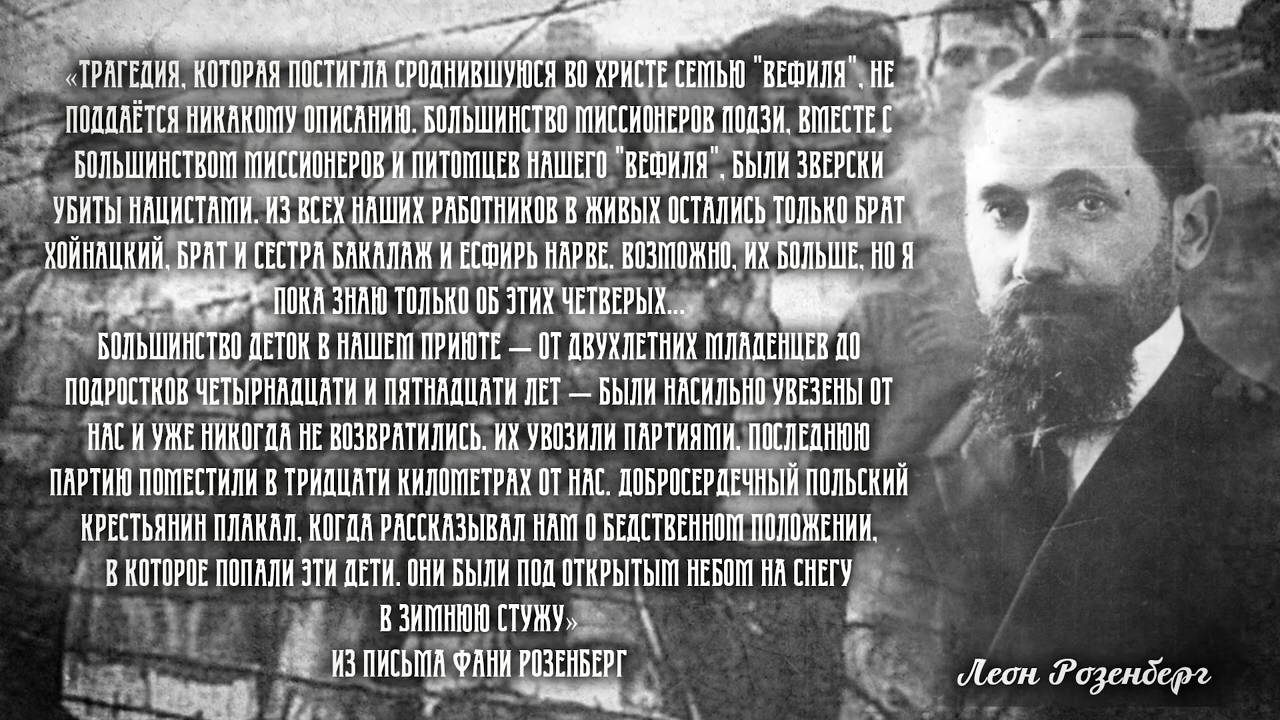 «ТРАГЕДИЯ, КОТОРАЯ ПОСТИГЛА СРОДНИВШУЮСЯ ВО ХРИСТЕ СЕМЬЮ "ВЕФИЛЯ", НЕ
ПОДДАЁТСЯ НИКАКОМУ ОПИСАНИЮ. БОЛЬШИНСТВО МИССИОНЕРОВ ЛОДЗИ, ВМЕСТЕ С
БОЛЬШИНСТВОМ МИССИОНЕРОВ И ПИТОМЦЕВ НАШЕГО "ВЕФИЛЯ", БЫЛИ ЗВЕРСКИ
УБИТЫ НАЦИСТАМИ. ИЗ ВСЕХ НАШИХ РАБОТНИКОВ В ЖИВЫХ ОСТАЛИСЬ ТОЛЬКО БРАТ
ХОЙНАЦКИЙ, БРАТ И СЕСТРА БАКАЛАЖ И ЕСФИРЬ НАРВЕ. ВОЗМОЖНО, ИХ БОЛЬШЕ, НО Я
ПОКА ЗНАЮ ТОЛЬКО ОБ ЭТИХ ЧЕТВЕРЫХ...
БОЛЬШИНСТВО ДЕТОК В НАШЕМ ПРИЮТЕ — ОТ ДВУХЛЕТНИХ МЛАДЕНЦЕВ ДО
ПОДРОСТКОВ ЧЕТЫРНАДЦАТИ И ПЯТНАДЦАТИ ЛЕТ — БЫЛИ НАСИЛЬНО УВЕЗЕНЫ ОТ
НАС И УЖЕ НИКОГДА НЕ ВОЗВРАТИЛИСЬ. ИХ УВОЗИЛИ ПАРТИЯМИ. ПОСЛЕДНЮЮ
ПАРТИЮ ПОМЕСТИЛИ В ТРИДЦАТИ КИЛОМЕТРАХ ОТ НАС. ДОБРОСЕРДЕЧНЫЙ ПОЛЬСКИЙ
КРЕСТЬЯНИН ПЛАКАЛ, КОГДА РАССКАЗЫВАЛ НАМ О БЕДСТВЕННОМ ПОЛОЖЕНИИ,
В КОТОРОЕ ПОПАЛИ ЭТИ ДЕТИ. ОНИ БЫЛИ ПОД ОТКРЫТЫМ НЕБОМ НА СНЕГУ
В ЗИМНЮЮ СТУЖУ»
ИЗ ПИСЬМА ФАНИ РОЗЕНБЕРГ
Леон Розенберг